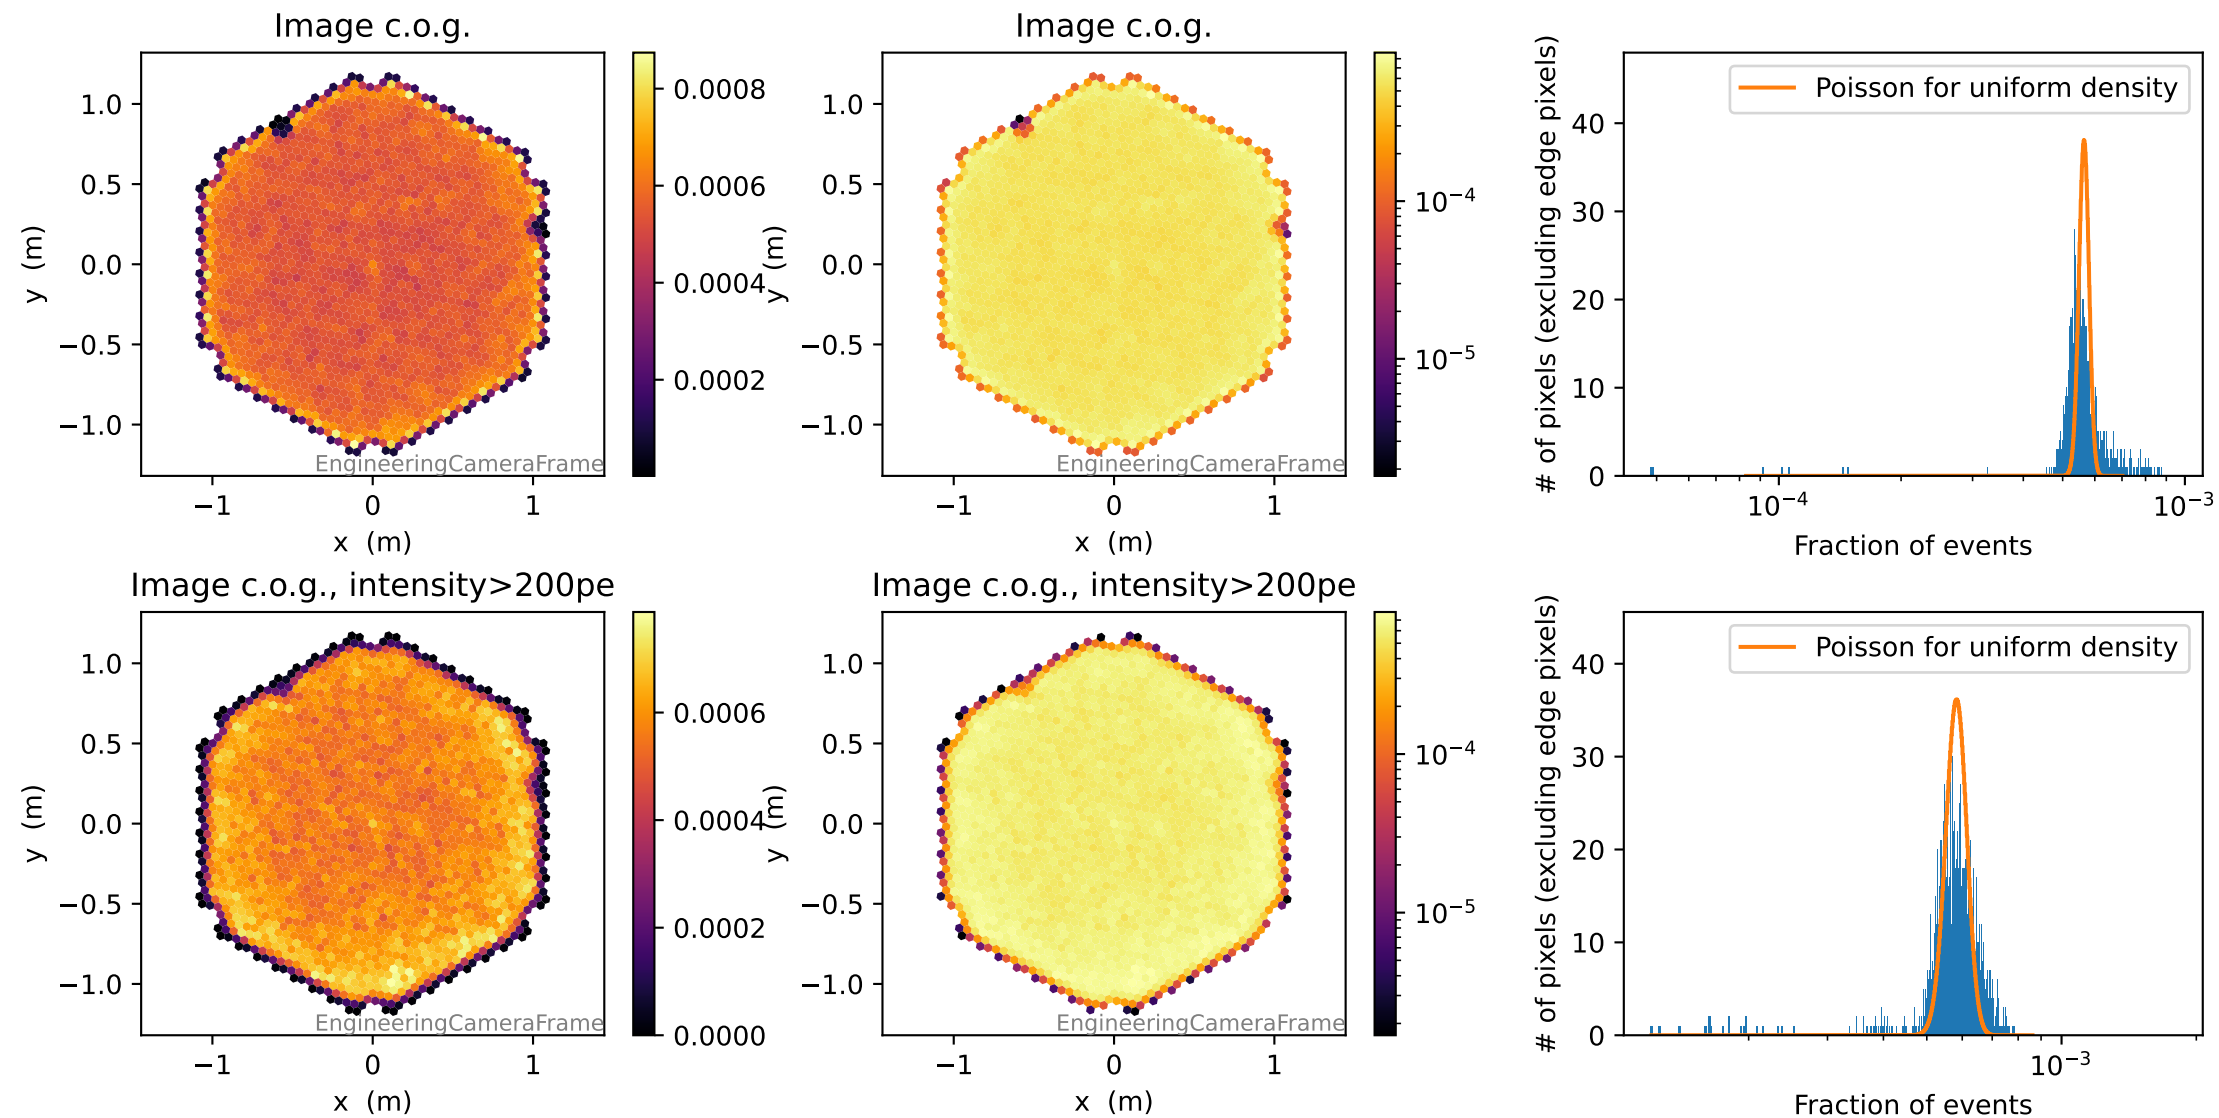 Image c.o.g.
1.0
0.5
0.0
−0.5
−1.0
y (m)
−1
0
1
x (m)
EngineeringCameraFrame
0.0008
0.0006
0.0004
0.0002
Image c.o.g.
1.0
0.5
0.0
−0.5
−1.0
y (m)
−1
0
1
x (m)
EngineeringCameraFrame
10⁻⁴
10⁻⁵
Poisson for uniform density
# of pixels (excluding edge pixels)
40
30
20
10
0
10⁻⁴
10⁻³
Fraction of events
Image c.o.g., intensity>200pe
1.0
0.5
0.0
−0.5
−1.0
y (m)
−1
0
1
x (m)
EngineeringCameraFrame
0.0006
0.0004
0.0002
0.0000
Image c.o.g., intensity>200pe
1.0
0.5
0.0
−0.5
−1.0
y (m)
−1
0
1
x (m)
EngineeringCameraFrame
10⁻⁴
10⁻⁵
Poisson for uniform density
# of pixels (excluding edge pixels)
40
30
20
10
0
10⁻³
Fraction of events